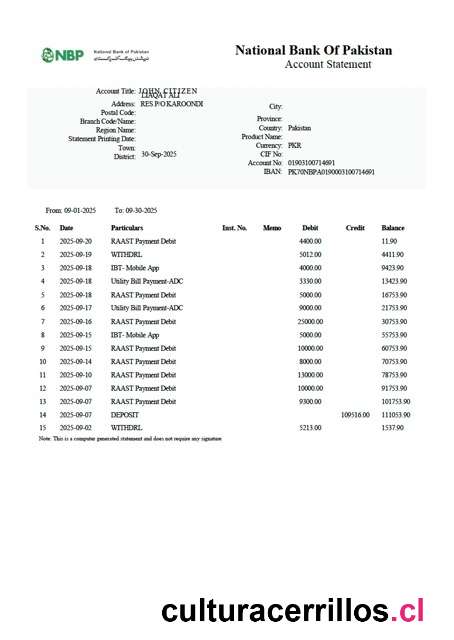 NBP
National Bank of Pakistan
نیشنل بینک آف پاکستان
National Bank Of Pakistan
Account Statement
Account Title: JOHN CITIZEN
LIAQAT ALI
Address: RES P/O KAROONDI
City:
Postal Code:
Branch Code/Name:
Province:
Region Name:
Country: Pakistan
Statement Printing Date:
Product Name:
Town:
Currency: PKR
District: 30-Sep-2025
CIF No:
Account No: 01903100714691
IBAN: PK70NBPA0190003100714691
From: 09-01-2025 To: 09-30-2025
S.No. Date Particulars Inst. No. Memo Debit Credit Balance
1 2025-09-20 RAAST Payment Debit 4400.00 11.90
2 2025-09-19 WITHDRL 5012.00 4411.90
3 2025-09-18 IBT- Mobile App 4000.00 9423.90
4 2025-09-18 Utility Bill Payment-ADC 3330.00 13423.90
5 2025-09-18 RAAST Payment Debit 5000.00 16753.90
6 2025-09-17 Utility Bill Payment-ADC 9000.00 21753.90
7 2025-09-16 RAAST Payment Debit 25000.00 30753.90
8 2025-09-15 IBT- Mobile App 5000.00 55753.90
9 2025-09-15 RAAST Payment Debit 10000.00 60753.90
10 2025-09-14 RAAST Payment Debit 8000.00 70753.90
11 2025-09-10 RAAST Payment Debit 13000.00 78753.90
12 2025-09-07 RAAST Payment Debit 10000.00 91753.90
13 2025-09-07 RAAST Payment Debit 9300.00 101753.90
14 2025-09-07 DEPOSIT 109516.00 111053.90
15 2025-09-02 WITHDRL 5213.00 1537.90
Note: This is a computer generated statement and does not require any signature
culturacerrillos.cl